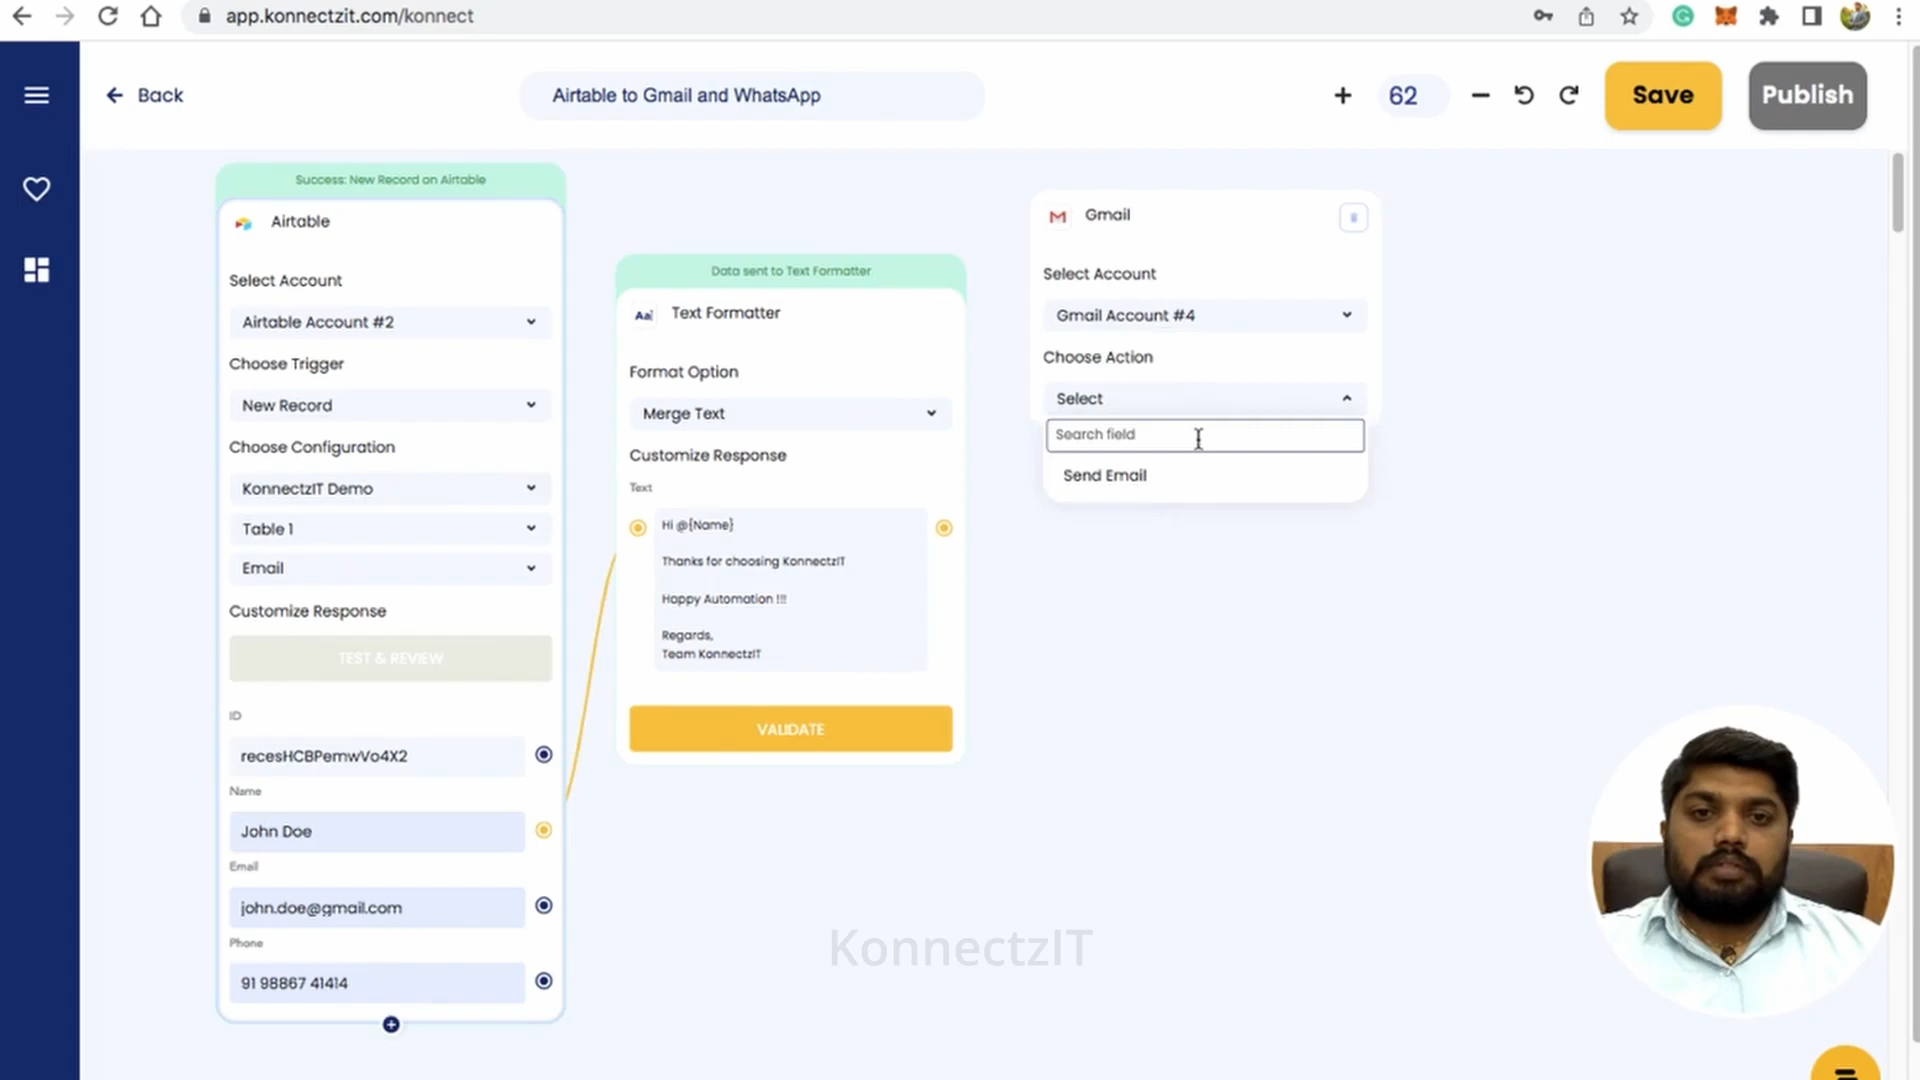 app.konnectzit.com/konnect
Back
Airtable to Gmail and WhatsApp
62
Save
Publish
Success: New Record on Airtable
Airtable
Select Account
Airtable Account #2
Choose Trigger
New Record
Choose Configuration
KonnectzIT Demo
Table 1
Email
Customize Response
TEST & REVIEW
ID
recesHCBPemwVo4X2
Name
John Doe
Email
john.doe@gmail.com
Phone
91 98867 41414
Data sent to Text Formatter
Aa
Text Formatter
Format Option
Merge Text
Customize Response
Text
Hi @{Name}
Thanks for choosing KonnectzIT
Happy Automation !!!
Regards,
Team KonnectzIT
VALIDATE
Gmail
Select Account
Gmail Account #4
Choose Action
Select
Search field
Send Email
KonnectzIT